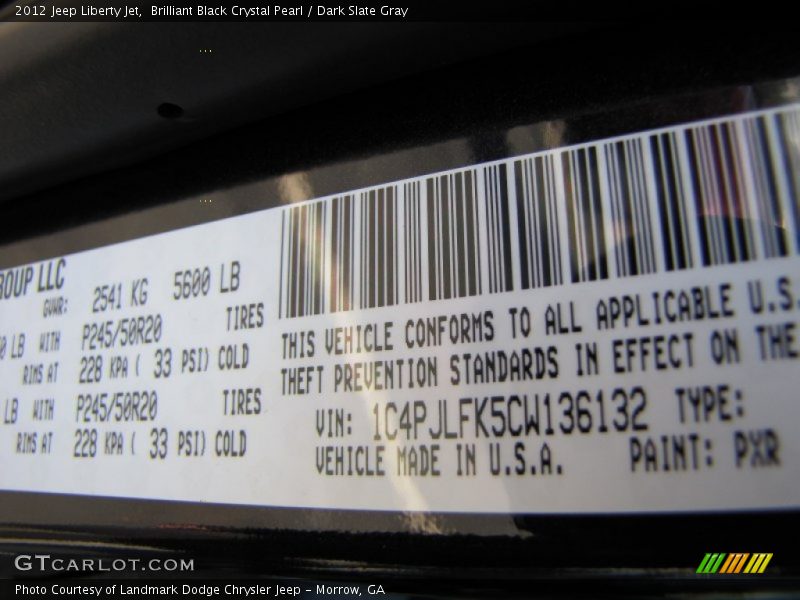 2012 Jeep Liberty Jet,  Brilliant Black Crystal Pearl / Dark Slate Gray
GROUP LLC
GVWR: 2541 KG 5600 LB
LB WITH P245/50R20 TIRES
RIMS AT 228 KPA ( 33 PSI) COLD
LB WITH P245/50R20 TIRES
RIMS AT 228 KPA ( 33 PSI) COLD
THIS VEHICLE CONFORMS TO ALL APPLICABLE U.S.
THEFT PREVENTION STANDARDS IN EFFECT ON THE
VIN: 1C4PJLFK5CW136132 TYPE:
VEHICLE MADE IN U.S.A. PAINT: PXR
GTCARLOT.COM
Photo Courtesy of Landmark Dodge Chrysler Jeep - Morrow, GA